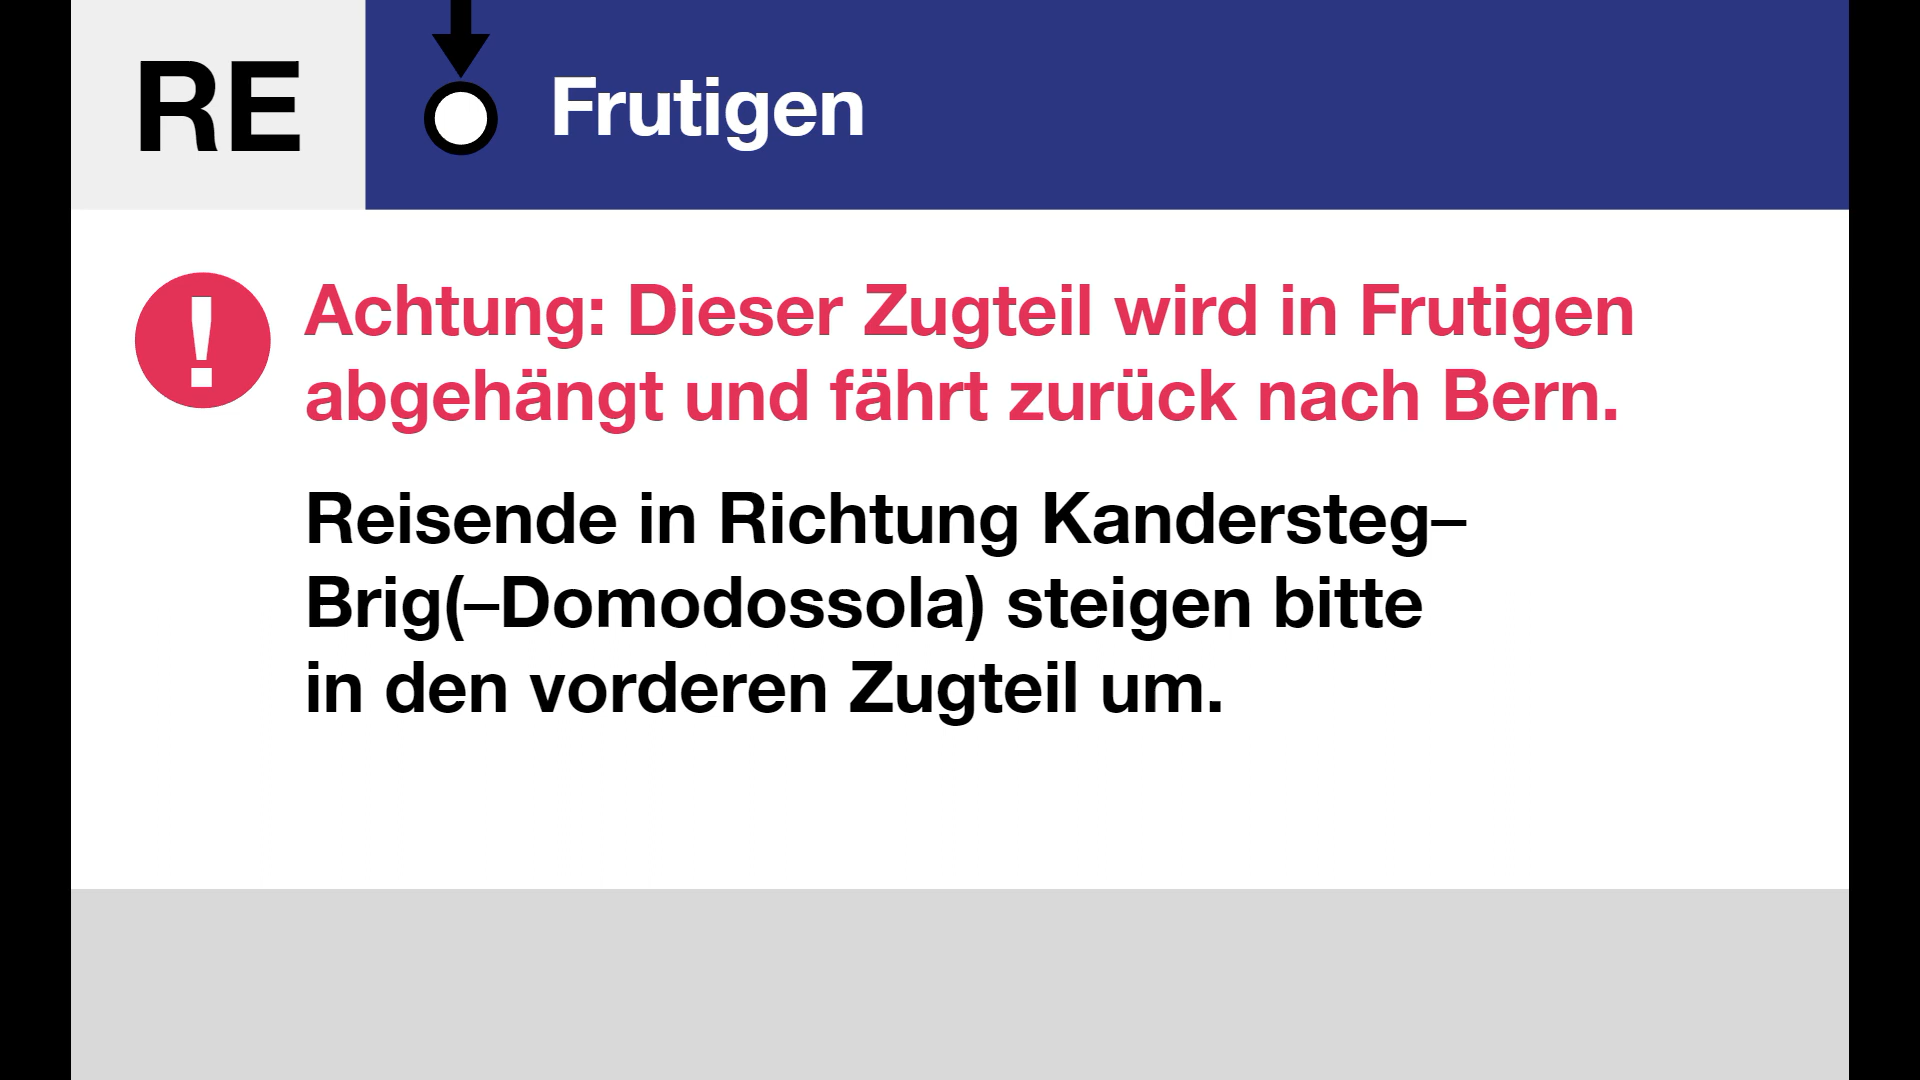 RE
Frutigen
! Achtung: Dieser Zugteil wird in Frutigen
abgehängt und fährt zurück nach Bern.
Reisende in Richtung Kandersteg–
Brig(–Domodossola) steigen bitte
in den vorderen Zugteil um.